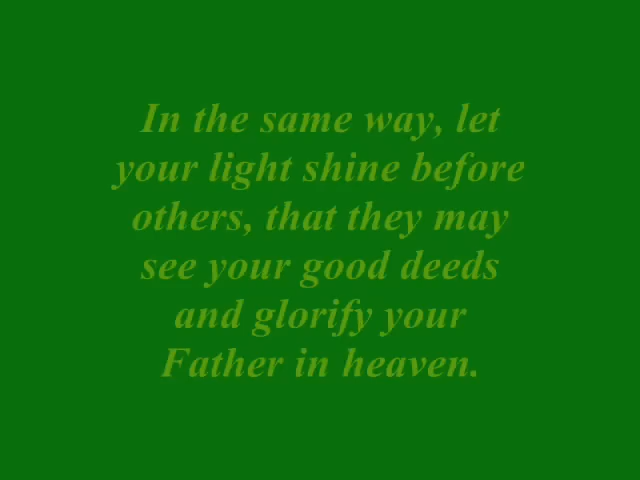 In the same way, let
your light shine before
others, that they may
see your good deeds
and glorify your
Father in heaven.